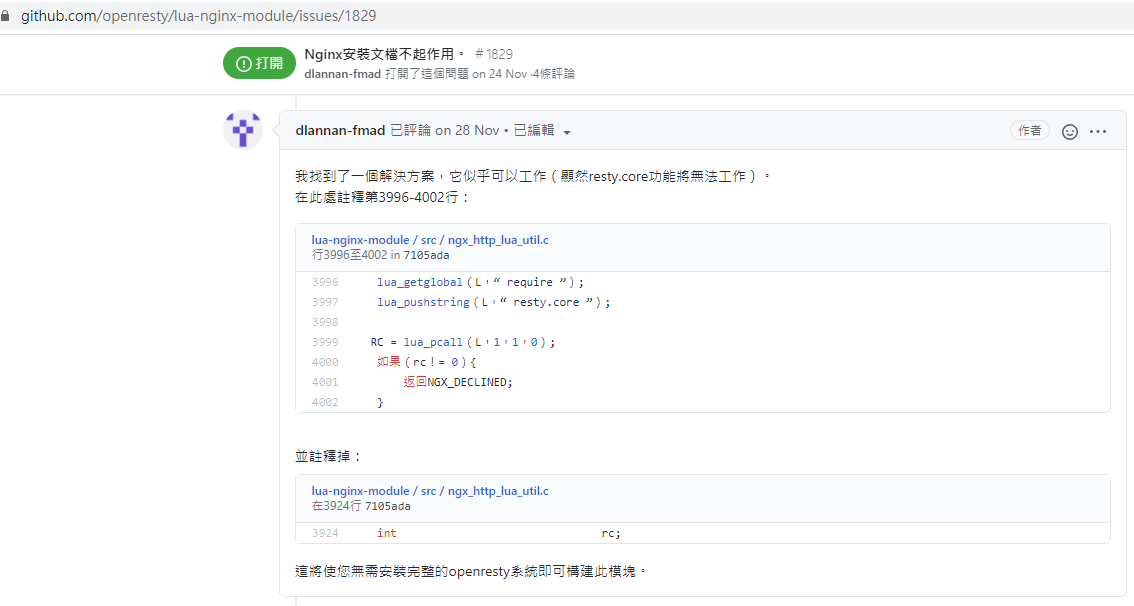 github.com/openresty/lua-nginx-module/issues/1829
打開
Nginx安裝文檔不起作用。 #1829
dlannan-fmad 打開了這個問題 on 24 Nov ·4條評論
dlannan-fmad 已評論 on 28 Nov • 已編輯
作者
我找到了一個解決方案，它似乎可以工作（顯然resty.core功能將無法工作）。
在此處註釋第3996-4002行：
lua-nginx-module / src / ngx_http_lua_util.c
行3996至4002 in 7105ada
3996 lua_getglobal（L，“ require ”）;
3997 lua_pushstring（L，“ resty.core ”）;
3998
3999 RC = lua_pcall（L，1，1，0）;
4000 如果（rc！= 0）{
4001 返回NGX_DECLINED;
4002 }
並註釋掉：
lua-nginx-module / src / ngx_http_lua_util.c
在3924行 7105ada
3924 int rc;
這將使您無需安裝完整的openresty系統即可構建此模塊。